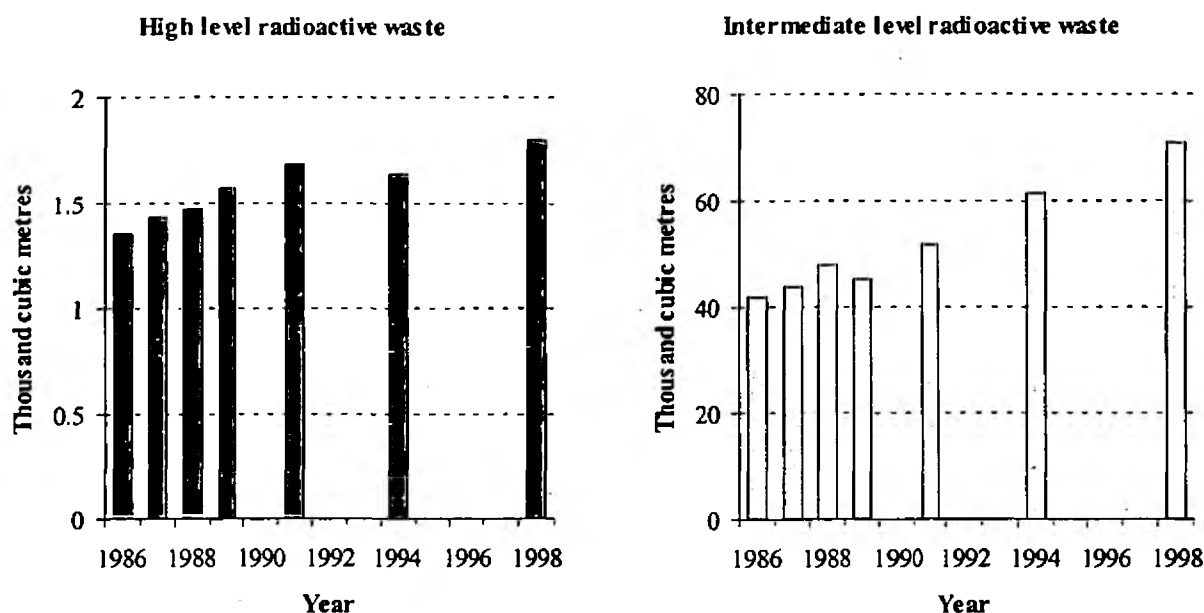 High level radioactive waste
2
1.5
1
0.5
0
Thousand cubic metres
1986 1988 1990 1992 1994 1996 1998
Year
Intermediate level radioactive waste
80
60
40
20
0
Thousand cubic metres
1986 1988 1990 1992 1994 1996 1998
Year